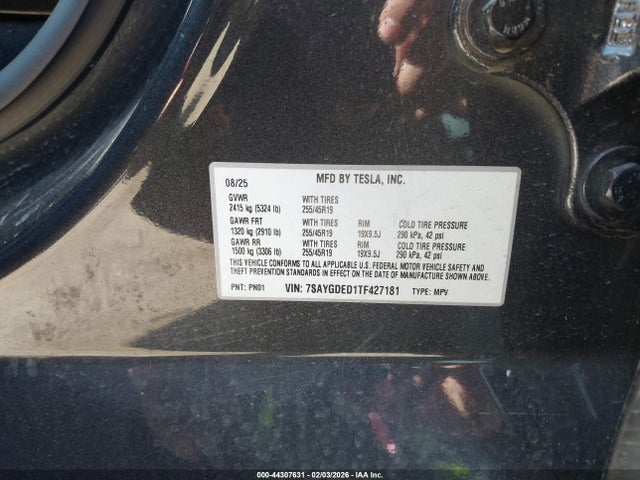 08/25 MFD BY TESLA, INC.
GVWR WITH TIRES
2415 kg (5324 lb) 255/45R19
GAWR FRT WITH TIRES RIM COLD TIRE PRESSURE
1320 kg (2910 lb) 255/45R19 19X9.5J 290 kPa, 42 psi
GAWR RR WITH TIRES RIM COLD TIRE PRESSURE
1500 kg (3306 lb) 255/45R19 19X9.5J 290 kPa, 42 psi
THIS VEHICLE CONFORMS TO ALL APPLICABLE U.S. FEDERAL MOTOR VEHICLE SAFETY AND
THEFT PREVENTION STANDARDS IN EFFECT ON THE DATE OF MANUFACTURE SHOWN ABOVE.
PNT: PN01 VIN: 7SAYGDED1TF427181 TYPE: MPV
000-44307631 - 02/03/2026 - IAA Inc.